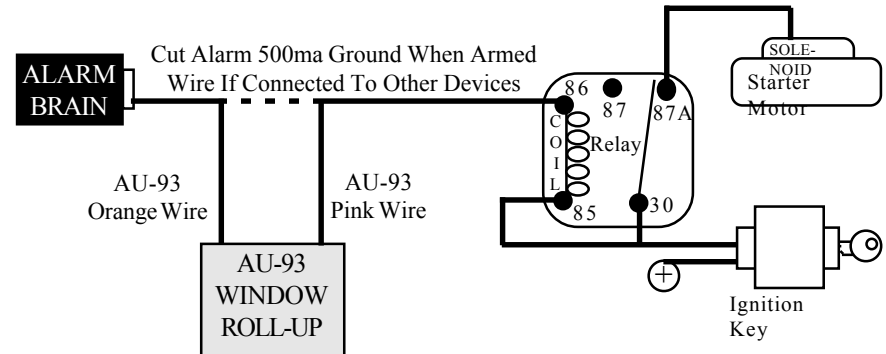 Cut Alarm 500ma Ground When Armed
Wire If Connected To Other Devices
ALARM
BRAIN
AU-93
Orange Wire
AU-93
Pink Wire
AU-93
WINDOW
ROLL-UP
86
87
87A
COIL
Relay
85
30
SOLE-
NOID
Starter
Motor
+
Ignition
Key